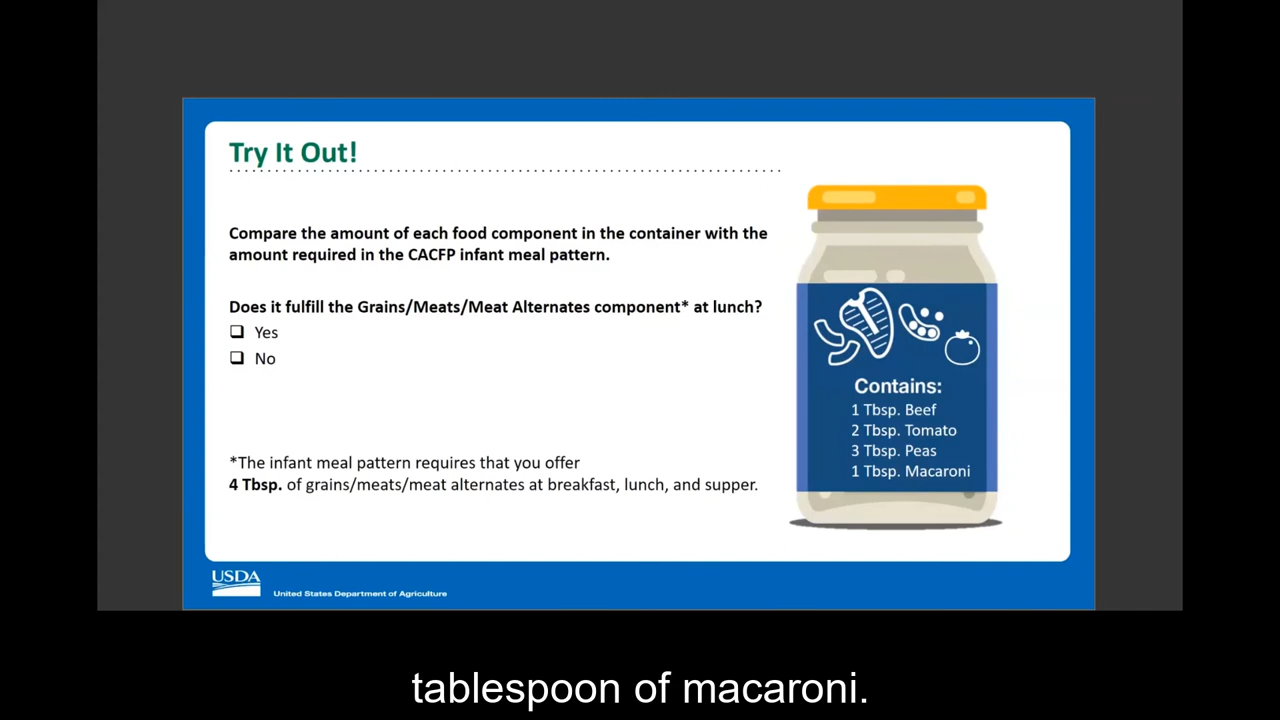 Try It Out!
Compare the amount of each food component in the container with the
amount required in the CACFP infant meal pattern.
Does it fulfill the Grains/Meats/Meat Alternates component* at lunch?
Yes
No
*The infant meal pattern requires that you offer
4 Tbsp. of grains/meats/meat alternates at breakfast, lunch, and supper.
Contains:
1 Tbsp. Beef
2 Tbsp. Tomato
3 Tbsp. Peas
1 Tbsp. Macaroni
USDA
United States Department of Agriculture
tablespoon of macaroni.